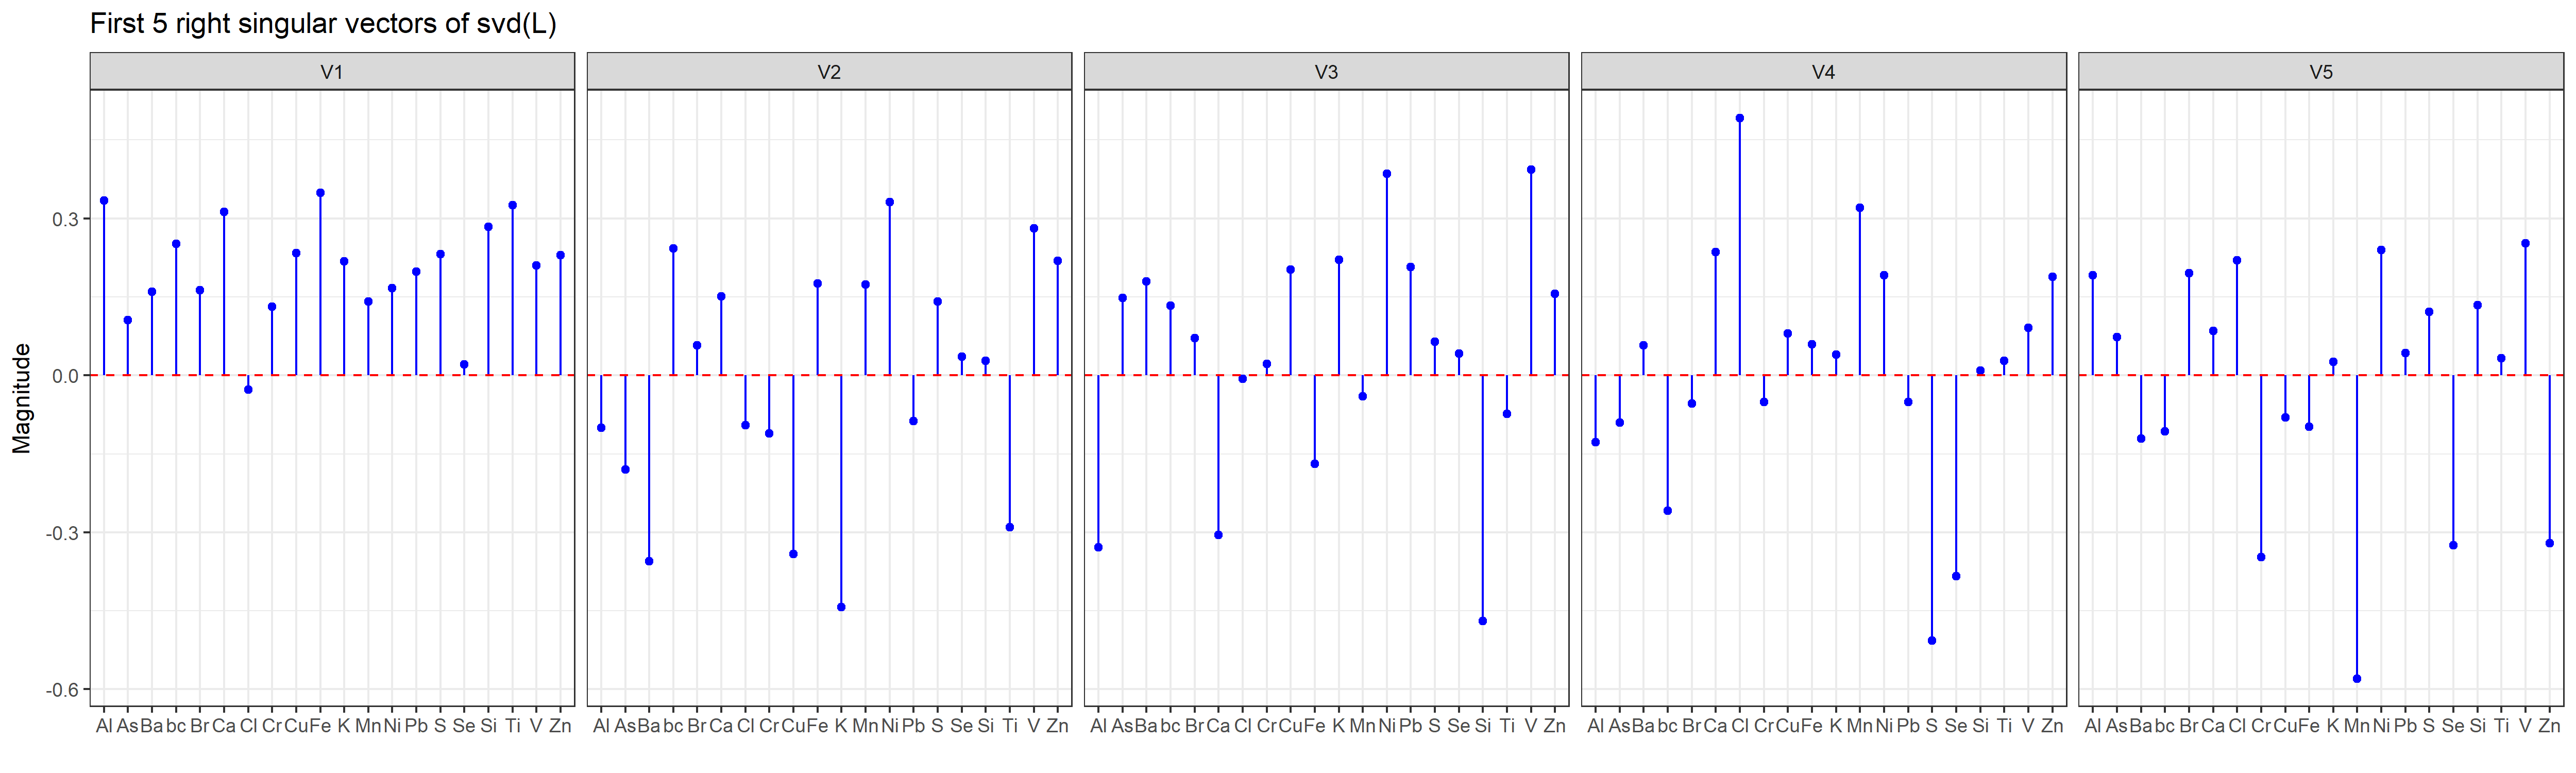 First 5 right singular vectors of svd(L)
V1 V2 V3 V4 V5
Magnitude
0.3
0.0
-0.3
-0.6
Al As Ba bc Br Ca Cl Cr Cu Fe K Mn Ni Pb S Se Si Ti V Zn
Al As Ba bc Br Ca Cl Cr Cu Fe K Mn Ni Pb S Se Si Ti V Zn
Al As Ba bc Br Ca Cl Cr Cu Fe K Mn Ni Pb S Se Si Ti V Zn
Al As Ba bc Br Ca Cl Cr Cu Fe K Mn Ni Pb S Se Si Ti V Zn
Al As Ba bc Br Ca Cl Cr Cu Fe K Mn Ni Pb S Se Si Ti V Zn